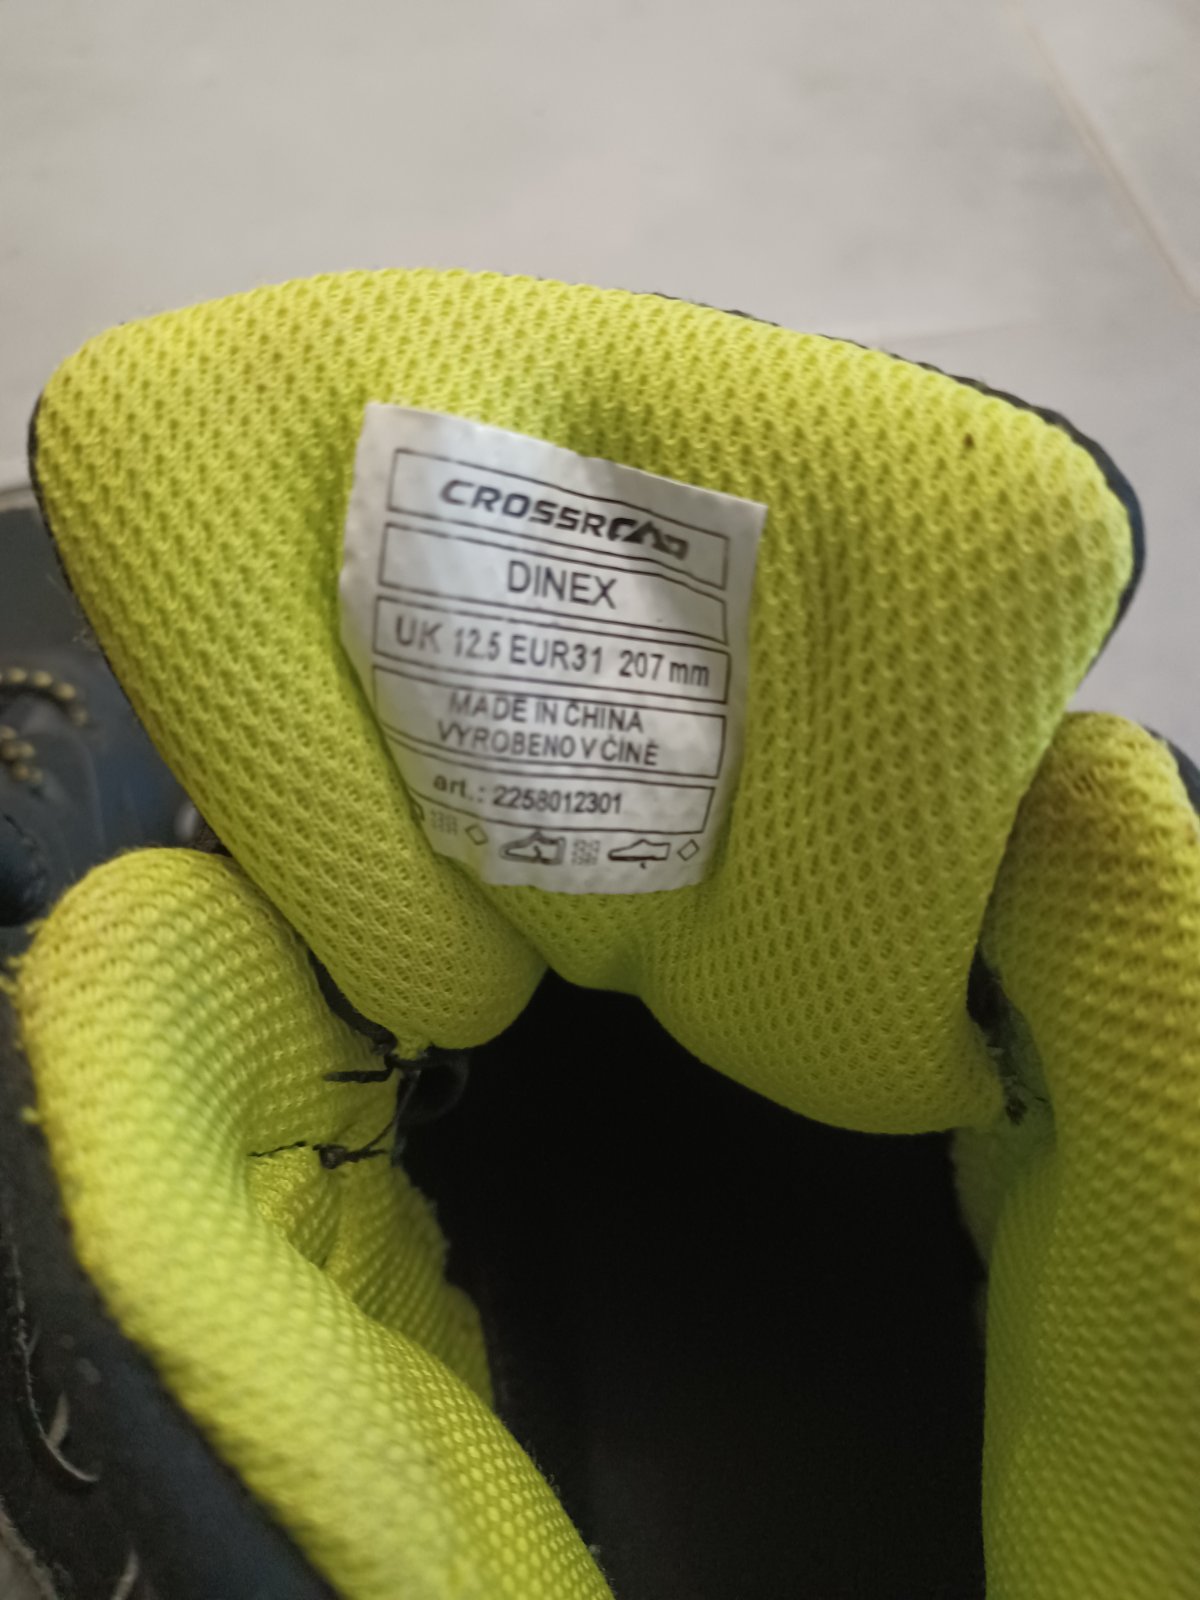 CROSSROAD
DINEX
UK 12.5 EUR31 207 mm
MADE IN CHINA
VYROBENO V ČÍNĚ
art.: 2258012301